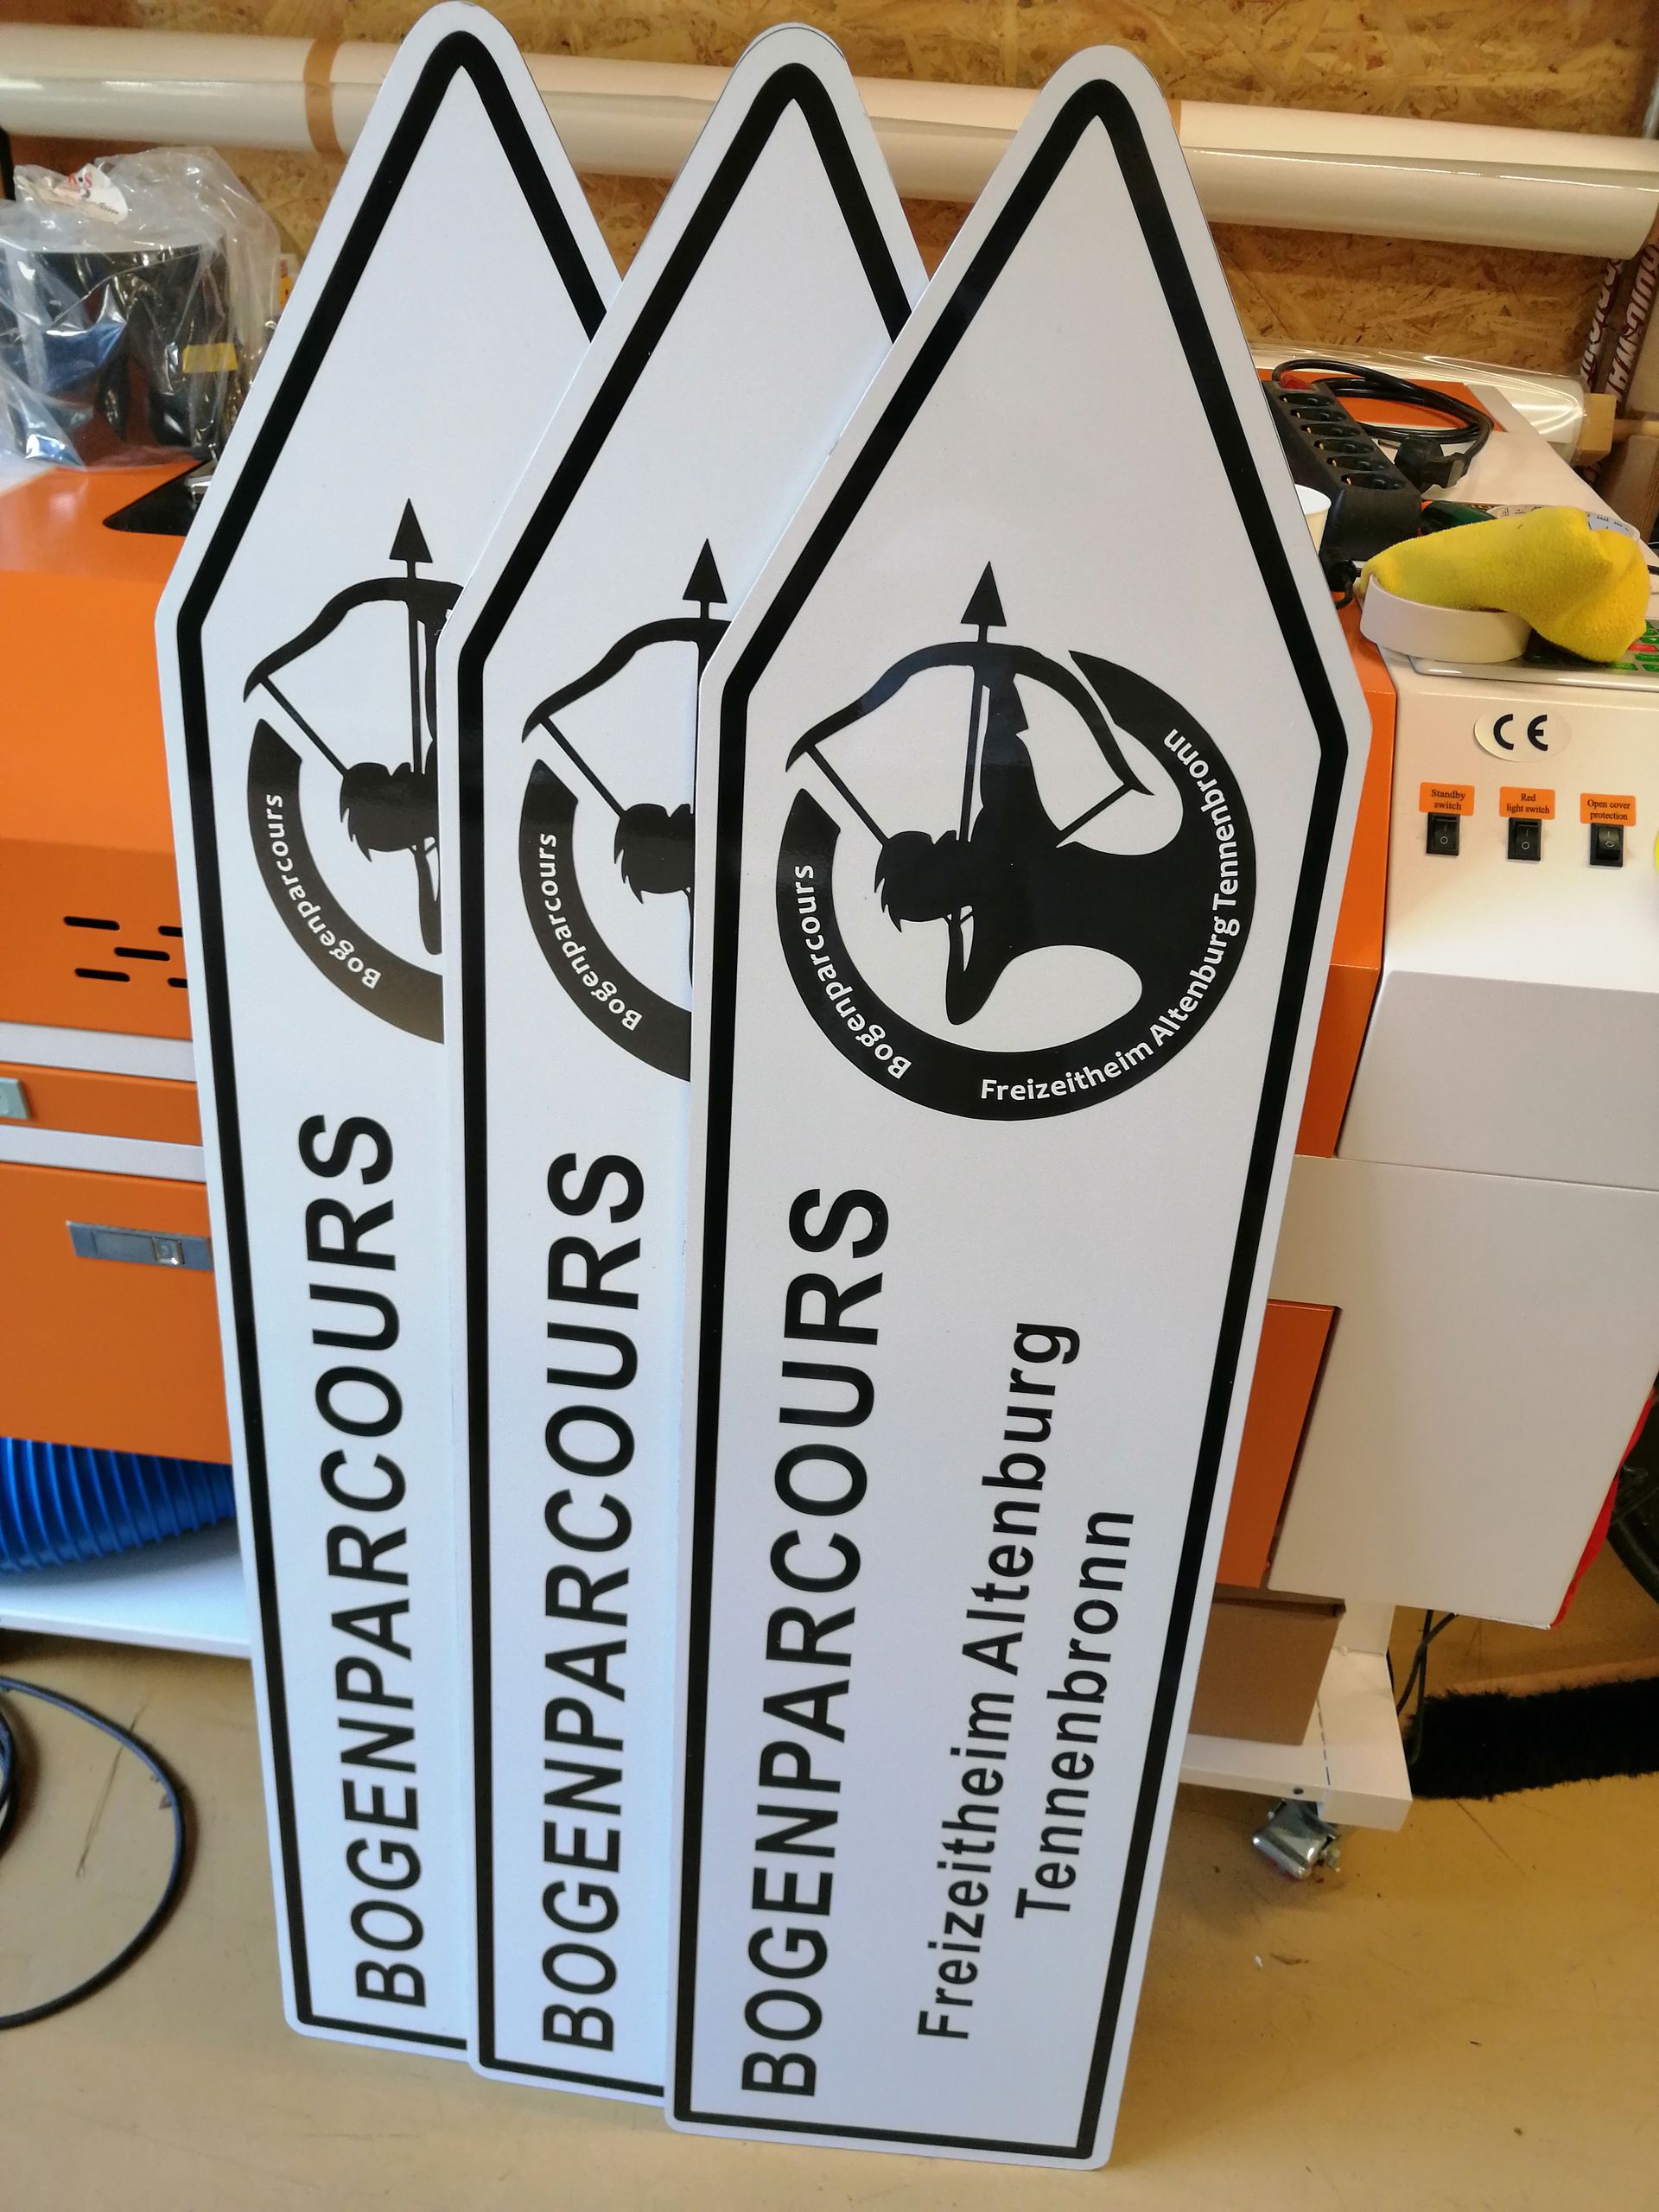 Bogenparcours
BOGENPARCOURS
Bogenparcours
BOGENPARCOURS
Bogenparcours
Freizeitheim Altenburg Tennenbronn
BOGENPARCOURS
Freizeitheim Altenburg
Tennenbronn
CE
Standby
switch
Red
light switch
Open cover
protection